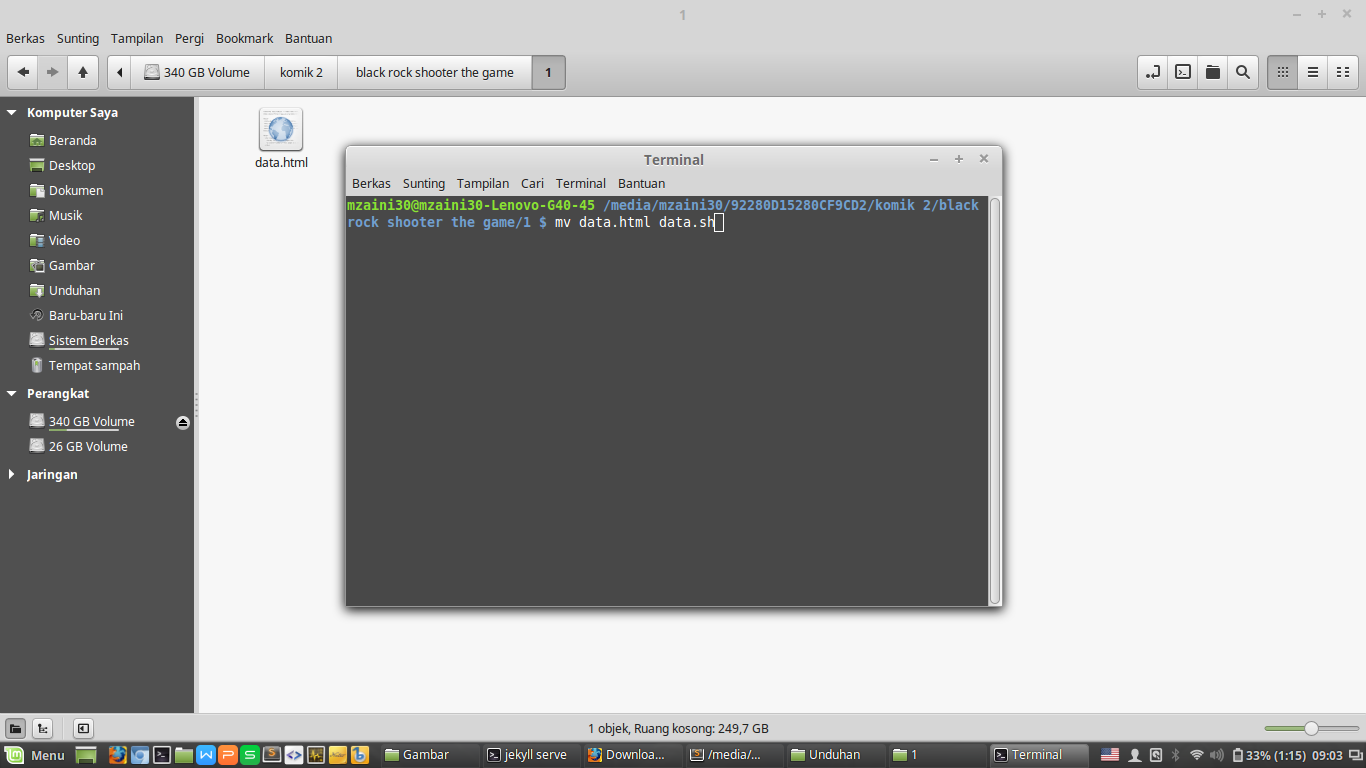 1
Berkas Sunting Tampilan Pergi Bookmark Bantuan
340 GB Volume komik 2 black rock shooter the game 1
Komputer Saya
Beranda
Desktop
Dokumen
Musik
Video
Gambar
Unduhan
Baru-baru Ini
Sistem Berkas
Tempat sampah
Perangkat
340 GB Volume
26 GB Volume
Jaringan
data.html
Terminal
Berkas Sunting Tampilan Cari Terminal Bantuan
mzaini30@mzaini30-Lenovo-G40-45 /media/mzaini30/92280D15280CF9CD2/komik 2/black
rock shooter the game/1 $ mv data.html data.sh
1 objek, Ruang kosong: 249,7 GB
Menu Gambar jekyll serve Downloa... /media/... Unduhan 1 Terminal 33% (1:15) 09:03